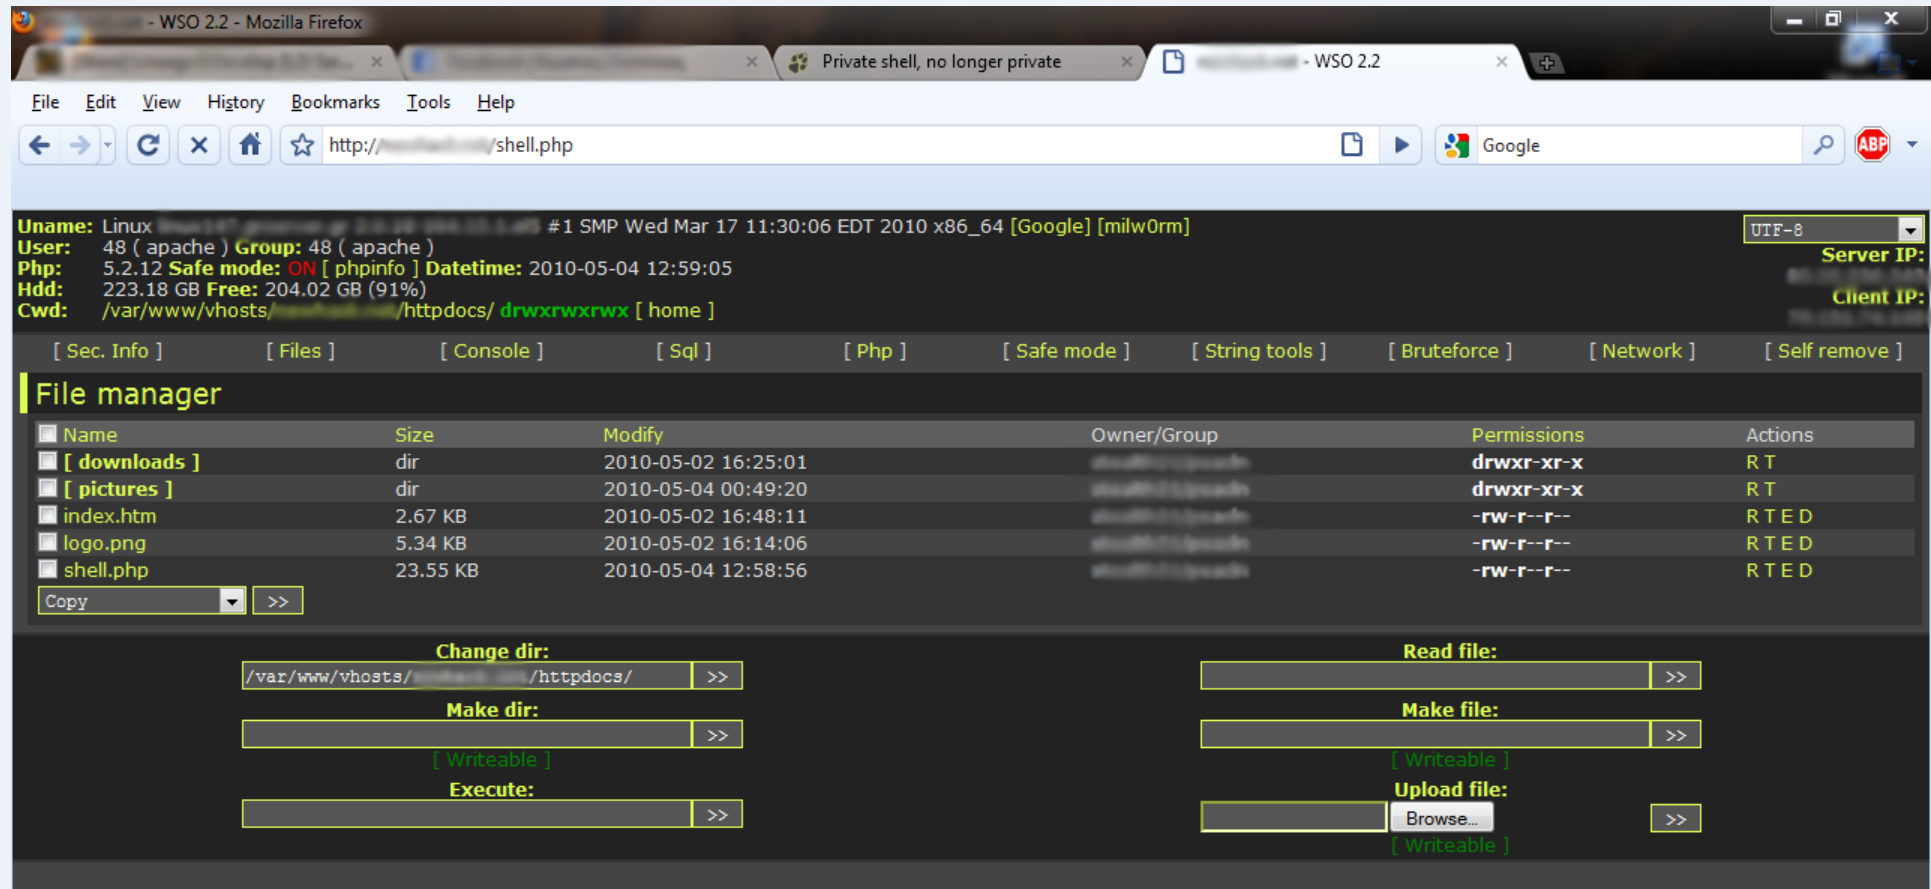 - WSO 2.2 - Mozilla Firefox
Private shell, no longer private
- WSO 2.2
File Edit View History Bookmarks Tools Help
http:// /shell.php
Google
ABP
Uname: Linux #1 SMP Wed Mar 17 11:30:06 EDT 2010 x86_64 [Google] [milw0rm]
UTF-8
User: 48 ( apache ) Group: 48 ( apache )
Server IP:
Php: 5.2.12 Safe mode: ON [ phpinfo ] Datetime: 2010-05-04 12:59:05
Hdd: 223.18 GB Free: 204.02 GB (91%)
Client IP:
Cwd: /var/www/vhosts/ /httpdocs/ drwxrwxrwx [ home ]
[ Sec. Info ] [ Files ] [ Console ] [ Sql ] [ Php ] [ Safe mode ] [ String tools ] [ Bruteforce ] [ Network ] [ Self remove ]
File manager
Name Size Modify Owner/Group Permissions Actions
[ downloads ] dir 2010-05-02 16:25:01 drwxr-xr-x R T
[ pictures ] dir 2010-05-04 00:49:20 drwxr-xr-x R T
index.htm 2.67 KB 2010-05-02 16:48:11 -rw-r--r-- R T E D
logo.png 5.34 KB 2010-05-02 16:14:06 -rw-r--r-- R T E D
shell.php 23.55 KB 2010-05-04 12:58:56 -rw-r--r-- R T E D
Copy >>
Change dir: Read file:
/var/www/vhosts/ /httpdocs/ >> >>
Make dir: Make file:
>> >>
[ Writeable ] [ Writeable ]
Execute: Upload file:
>> Browse... >>
[ Writeable ]